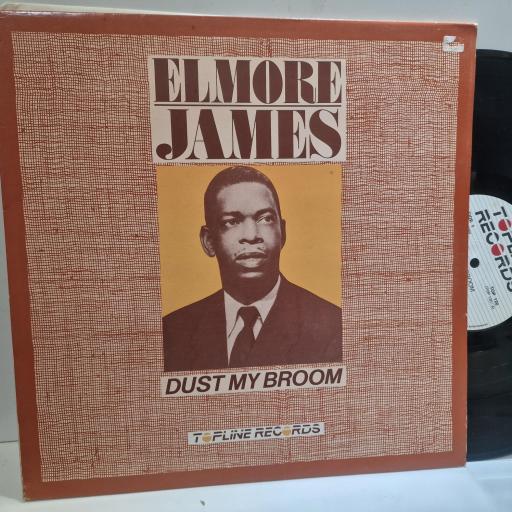 ELMORE
JAMES
DUST MY BROOM
TOPLINE RECORDS
TOPLINE
RECORDS